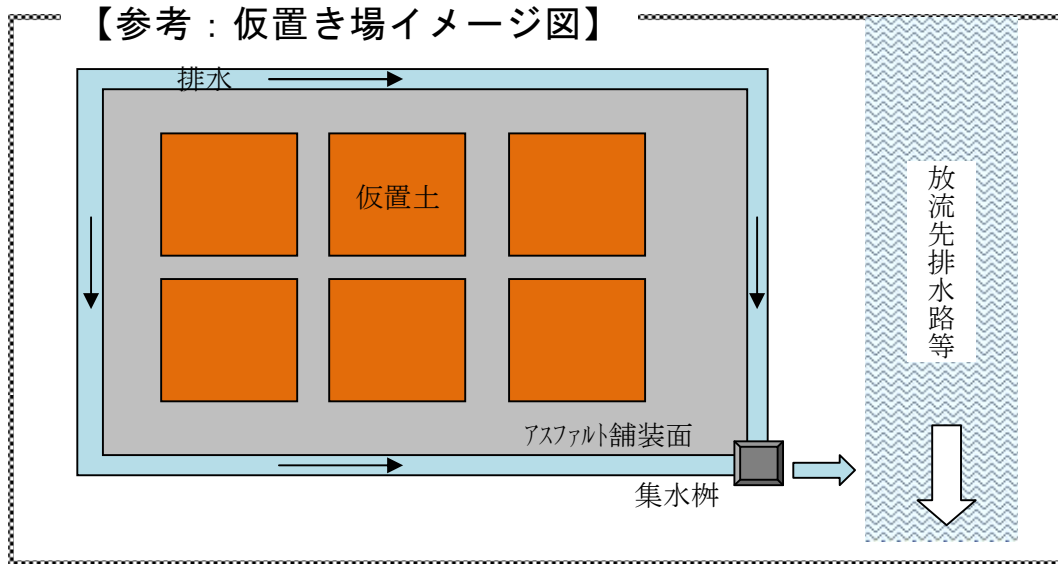 【参考：仮置き場イメージ図】
排水
仮置土
放流先排水路等
ｱｽﾌｧﾙﾄ舗装面
集水桝